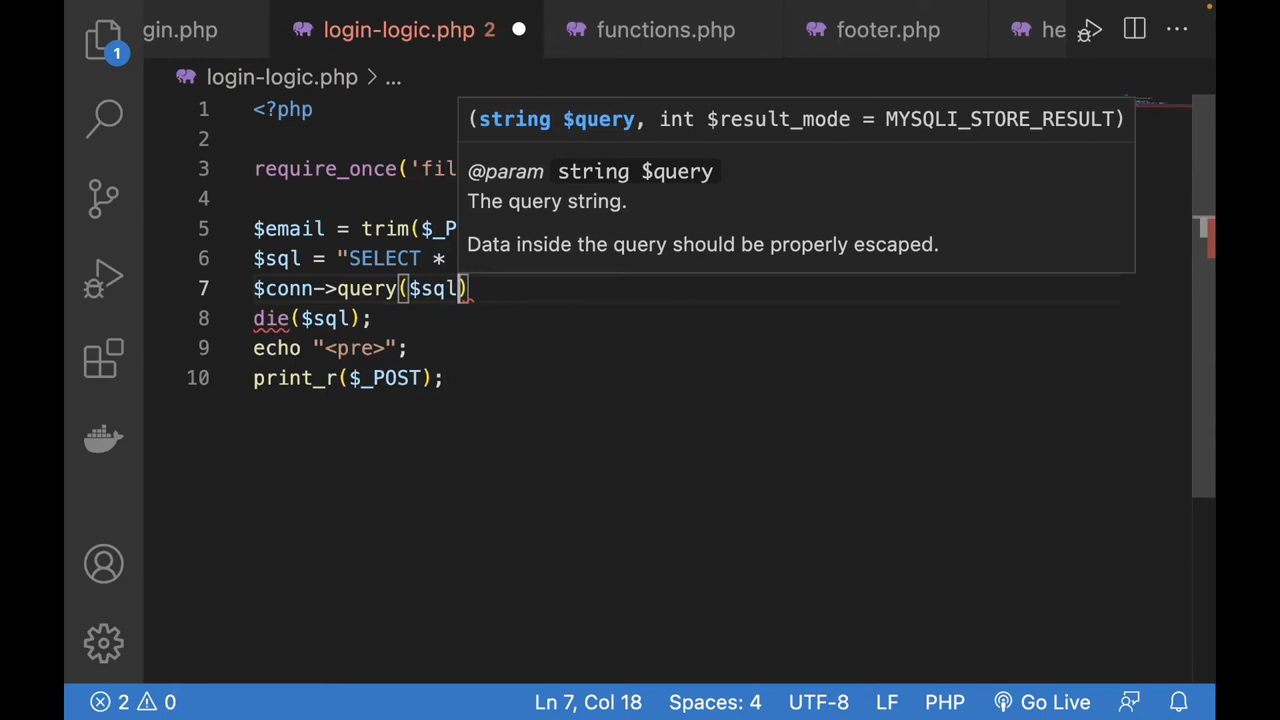 gin.php login-logic.php 2 functions.php footer.php he
login-logic.php > ...
1 <?php
2
3 require_once('fil
4
5 $email = trim($_P
6 $sql = "SELECT *
7 $conn->query($sql)
8 die($sql);
9 echo "<pre>";
10 print_r($_POST);
(string $query, int $result_mode = MYSQLI_STORE_RESULT)
@param string $query
The query string.
Data inside the query should be properly escaped.
1
2 0 Ln 7, Col 18 Spaces: 4 UTF-8 LF PHP Go Live